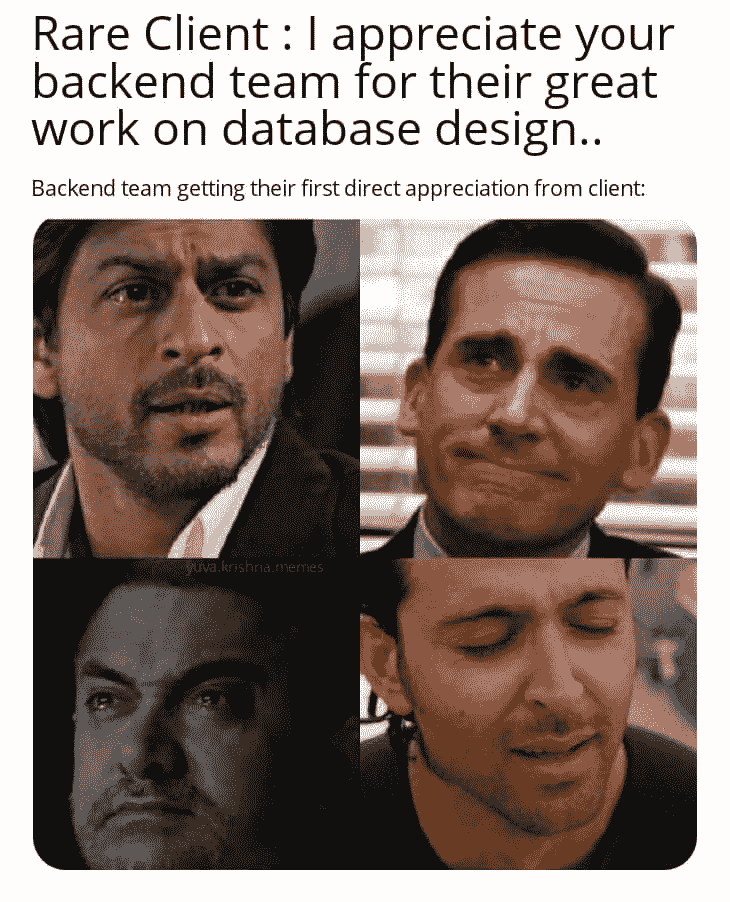 Rare Client : I appreciate your
backend team for their great
work on database design..
Backend team getting their first direct appreciation from client:
yuva.krishna.memes